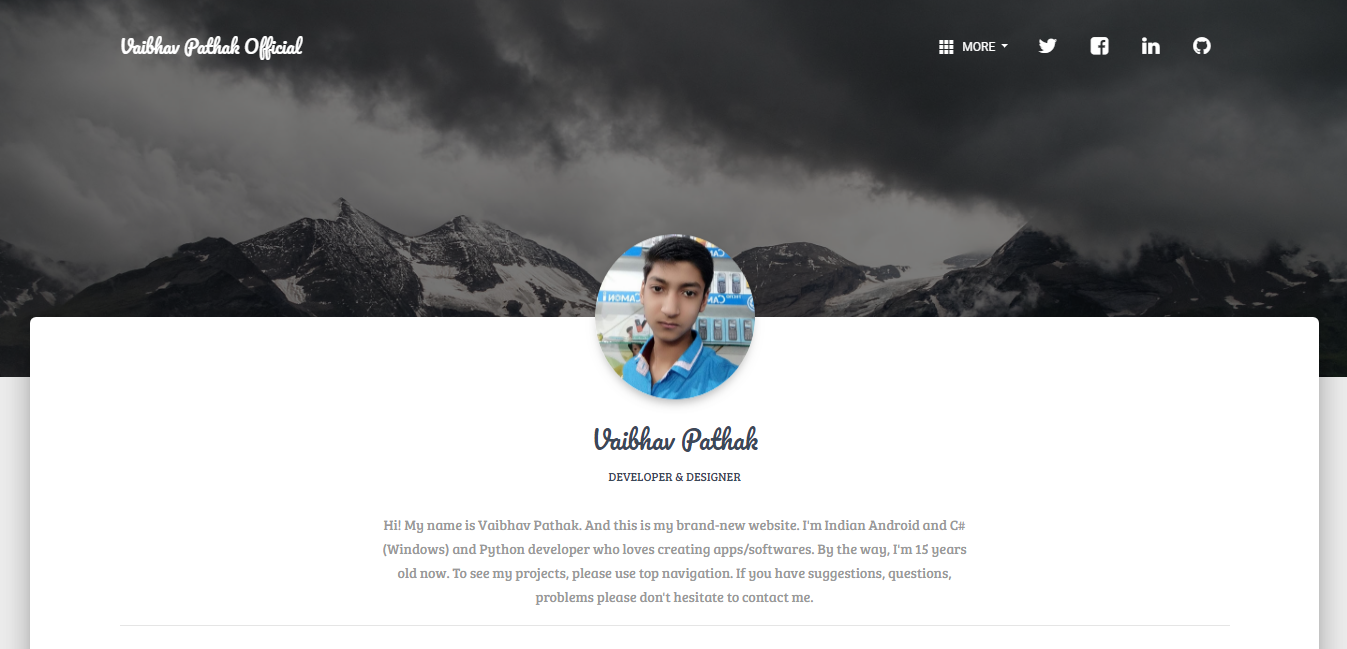 Vaibhav Pathak Official
MORE
Vaibhav Pathak
DEVELOPER & DESIGNER
Hi! My name is Vaibhav Pathak. And this is my brand-new website. I'm Indian Android and C#
(Windows) and Python developer who loves creating apps/softwares. By the way, I'm 15 years
old now. To see my projects, please use top navigation. If you have suggestions, questions,
problems please don't hesitate to contact me.